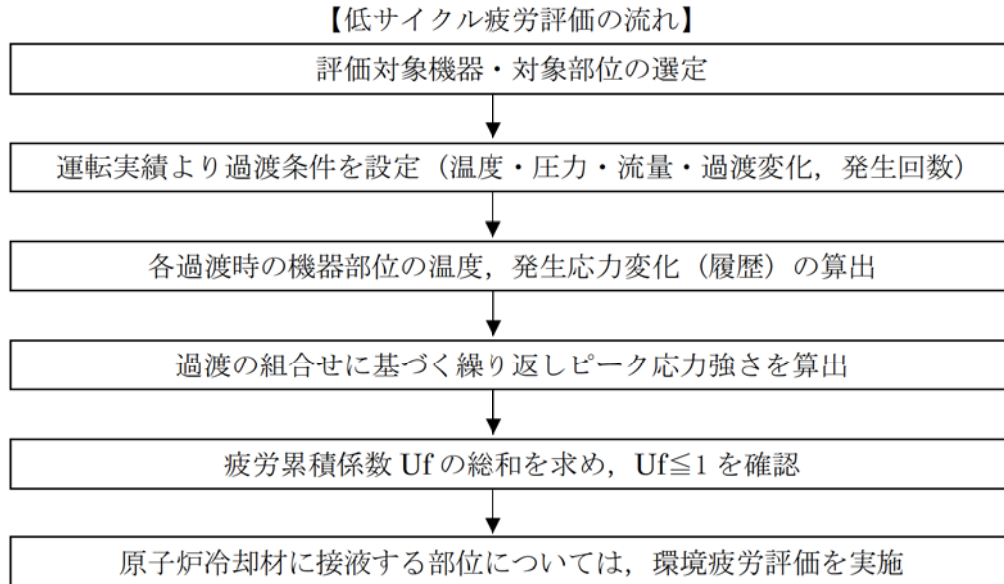 【低サイクル疲労評価の流れ】
評価対象機器・対象部位の選定
運転実績より過渡条件を設定（温度・圧力・流量・過渡変化，発生回数）
各過渡時の機器部位の温度，発生応力変化（履歴）の算出
過渡の組合せに基づく繰り返しピーク応力強さを算出
疲労累積係数 Uf の総和を求め，Uf≦1 を確認
原子炉冷却材に接液する部位については，環境疲労評価を実施